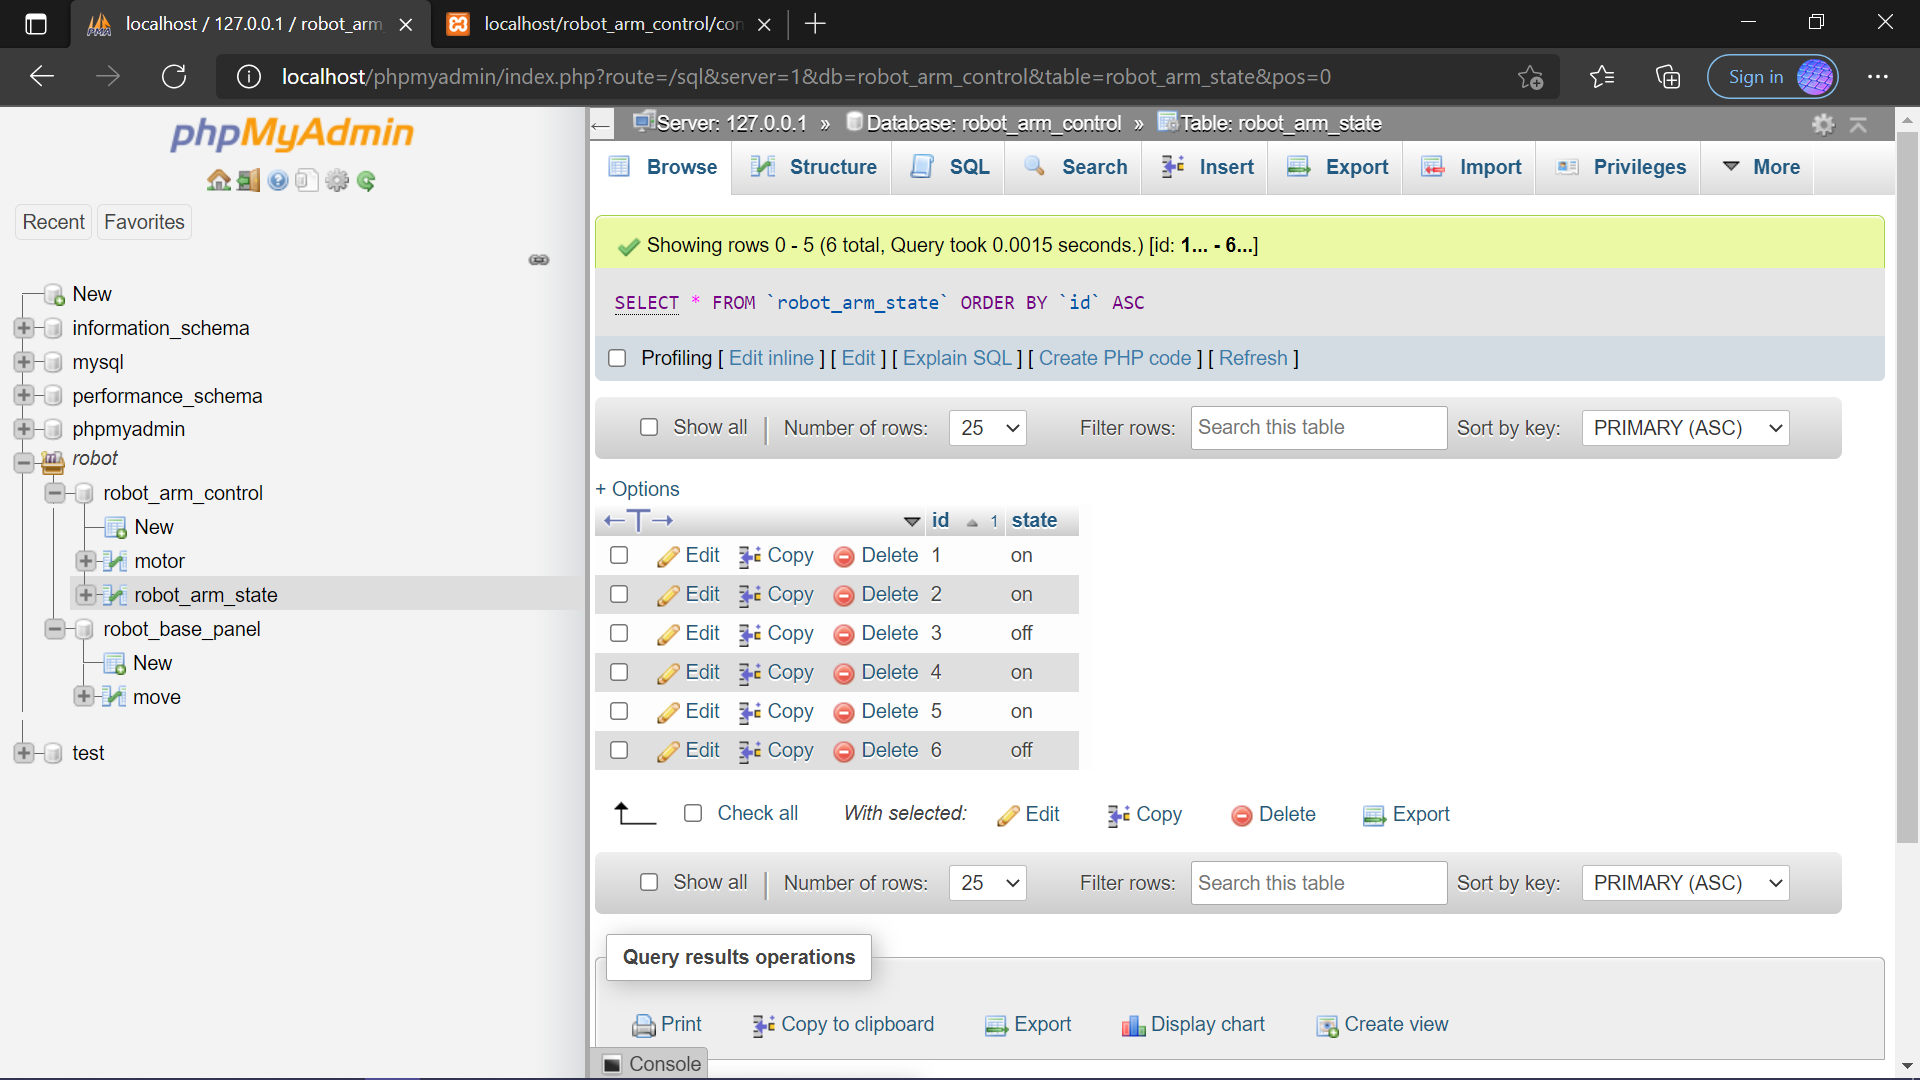 localhost / 127.0.0.1 / robot_arm
localhost/robot_arm_control/con
localhost/phpmyadmin/index.php?route=/sql&server=1&db=robot_arm_control&table=robot_arm_state&pos=0
Sign in
phpMyAdmin
Recent
Favorites
New
information_schema
mysql
performance_schema
phpmyadmin
robot
robot_arm_control
New
motor
robot_arm_state
robot_base_panel
New
move
test
Server: 127.0.0.1 » Database: robot_arm_control » Table: robot_arm_state
Browse Structure SQL Search Insert Export Import Privileges More
Showing rows 0 - 5 (6 total, Query took 0.0015 seconds.) [id: 1... - 6...]
SELECT * FROM `robot_arm_state` ORDER BY `id` ASC
Profiling [ Edit inline ] [ Edit ] [ Explain SQL ] [ Create PHP code ] [ Refresh ]
Show all Number of rows: 25 Filter rows: Search this table Sort by key: PRIMARY (ASC)
+ Options
←T→ id 1 state
Edit Copy Delete 1 on
Edit Copy Delete 2 on
Edit Copy Delete 3 off
Edit Copy Delete 4 on
Edit Copy Delete 5 on
Edit Copy Delete 6 off
Check all With selected: Edit Copy Delete Export
Show all Number of rows: 25 Filter rows: Search this table Sort by key: PRIMARY (ASC)
Query results operations
Print Copy to clipboard Export Display chart Create view
Console